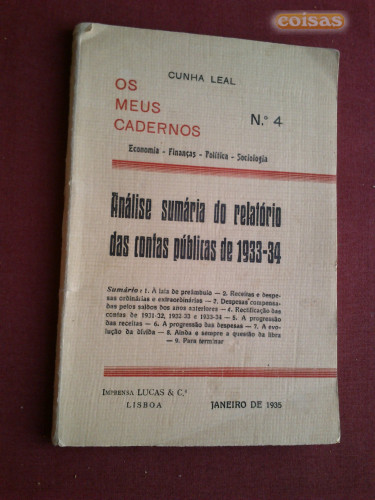 coisas
CUNHA LEAL
OS
MEUS
CADERNOS
N.º 4
Economia - Finanças - Política - Sociologia
Análise sumária do relatório
das contas públicas de 1933-34
Sumário: 1. A laia de preâmbulo — 2. Receitas e despe-
sas ordinárias e extraordinárias — 3. Despesas compensa-
das pelos saldos dos anos anteriores — 4. Rectificação das
contas de 1931-32, 1932-33 e 1933-34 — 5. A progressão
das receitas — 6. A progressão das despesas — 7. A evo-
lução da dívida — 8. Ainda e sempre a questão da libra
— 9. Para terminar
IMPRENSA LUCAS & C.ª
LISBOA
JANEIRO DE 1935